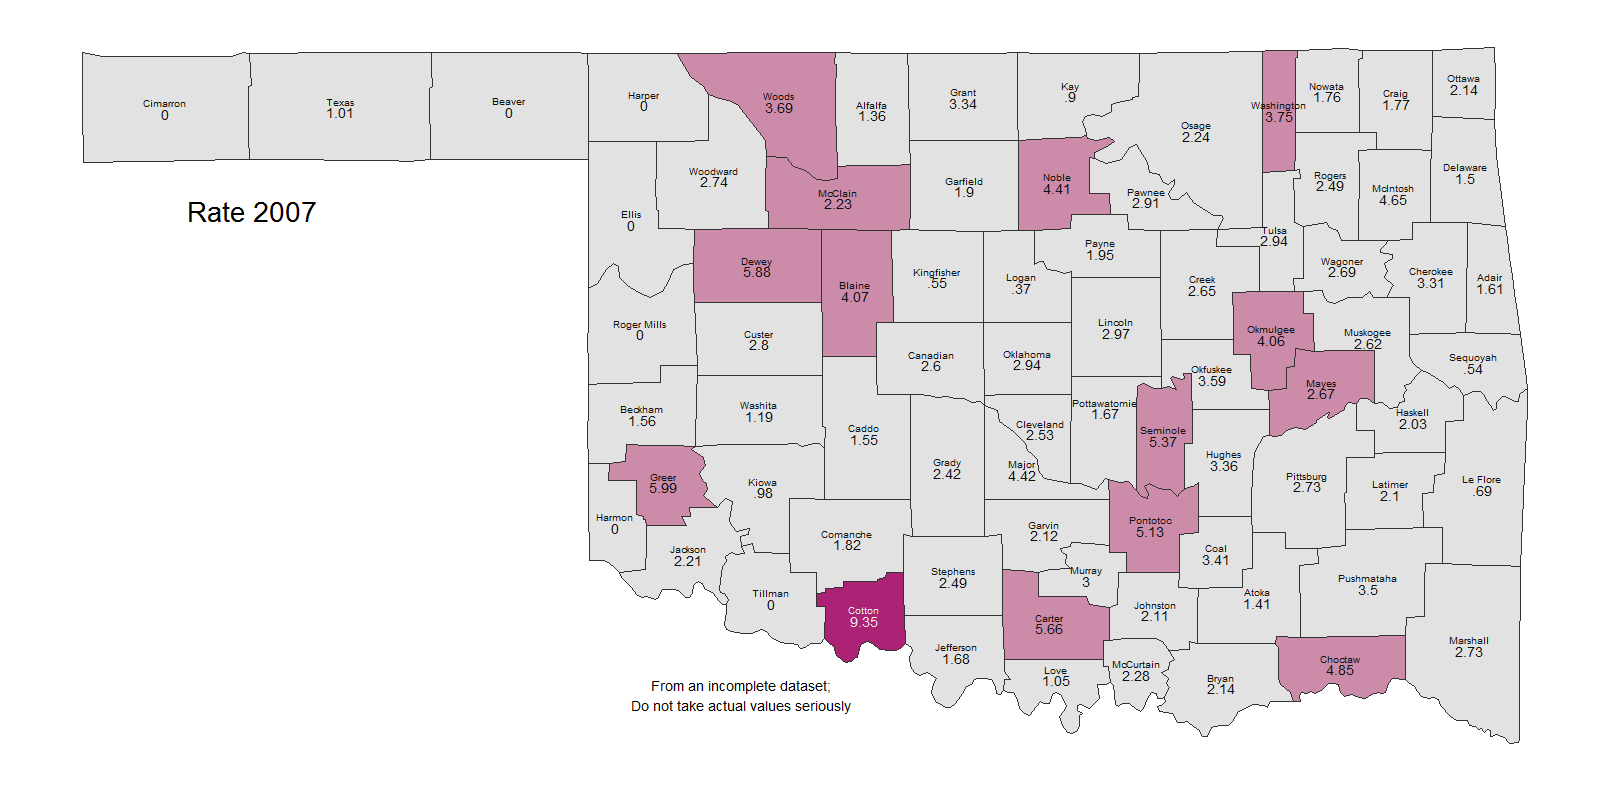 Cimarron
0
Texas
1.01
Beaver
0
Harper
0
Woods
3.69
Alfalfa
1.36
Grant
3.34
Kay
.9
Osage
2.24
Washington
3.75
Nowata
1.76
Craig
1.77
Ottawa
2.14
Woodward
2.74
McClain
2.23
Garfield
1.9
Noble
4.41
Pawnee
2.91
Rogers
2.49
McIntosh
4.65
Delaware
1.5
Rate 2007
Ellis
0
Tulsa
2.94
Dewey
5.88
Blaine
4.07
Kingfisher
.55
Logan
.37
Payne
1.95
Creek
2.65
Wagoner
2.69
Cherokee
3.31
Adair
1.61
Roger Mills
0
Custer
2.8
Canadian
2.6
Oklahoma
2.94
Lincoln
2.97
Okmulgee
4.06
Muskogee
2.62
Sequoyah
.54
Okfuskee
3.59
Mayes
2.67
Beckham
1.56
Washita
1.19
Caddo
1.55
Cleveland
2.53
Pottawatomie
1.67
Seminole
5.37
Haskell
2.03
Grady
2.42
Major
4.42
Hughes
3.36
Greer
5.99
Kiowa
.98
Pittsburg
2.73
Latimer
2.1
Le Flore
.69
Harmon
0
Comanche
1.82
Garvin
2.12
Pontotoc
5.13
Jackson
2.21
Coal
3.41
Stephens
2.49
Murray
3
Pushmataha
3.5
Tillman
0
Cotton
9.35
Carter
5.66
Johnston
2.11
Atoka
1.41
Jefferson
1.68
Love
1.05
McCurtain
2.28
Bryan
2.14
Choctaw
4.85
Marshall
2.73
From an incomplete dataset;
Do not take actual values seriously